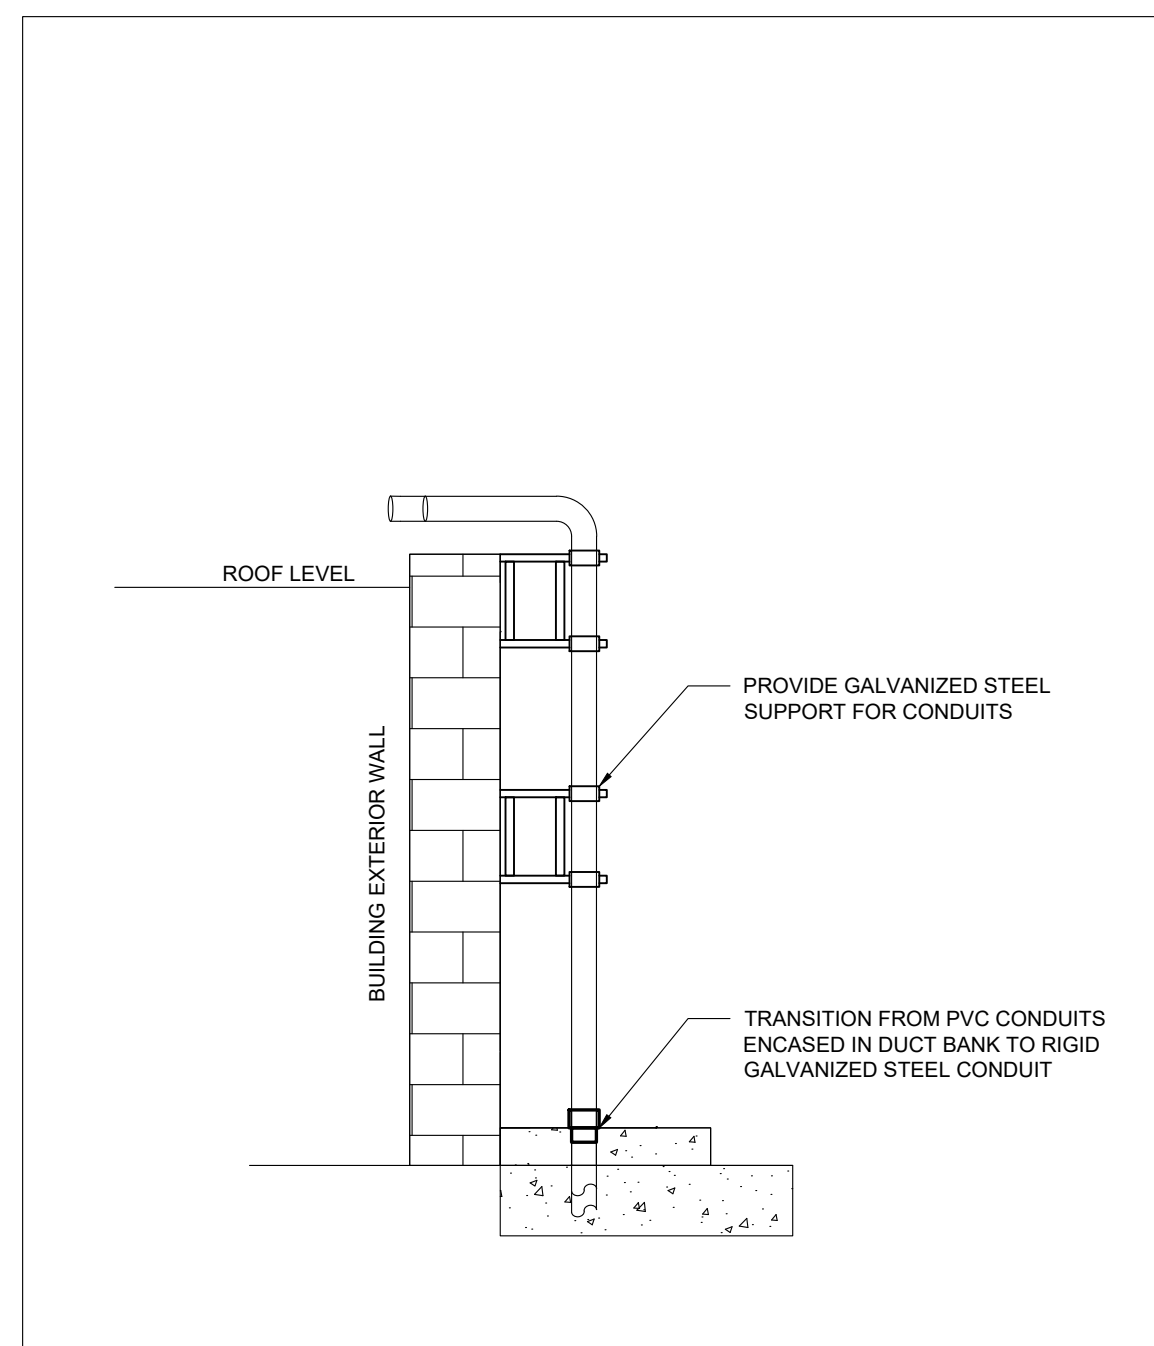 ROOF LEVEL
PROVIDE GALVANIZED STEEL
SUPPORT FOR CONDUITS
BUILDING EXTERIOR WALL
TRANSITION FROM PVC CONDUITS
ENCASED IN DUCT BANK TO RIGID
GALVANIZED STEEL CONDUIT